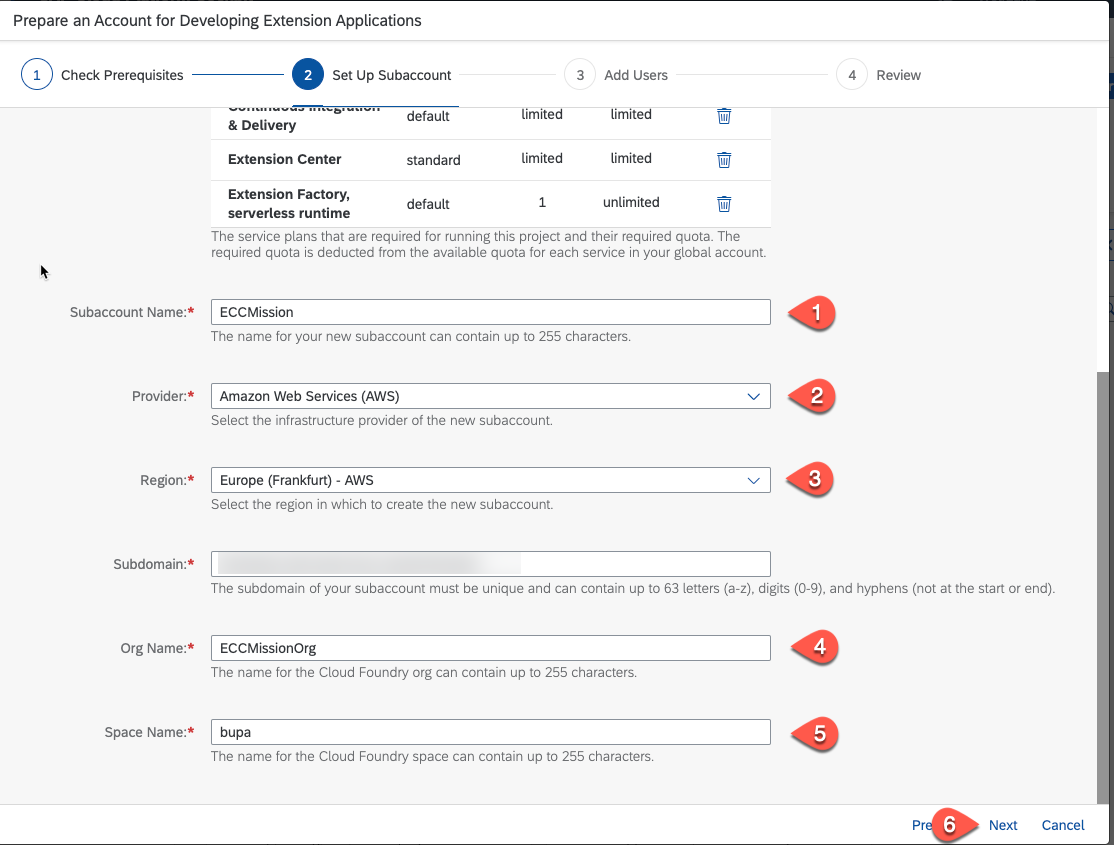 Prepare an Account for Developing Extension Applications
1 Check Prerequisites 2 Set Up Subaccount 3 Add Users 4 Review
Continuous Integration
& Delivery default limited limited
Extension Center standard limited limited
Extension Factory,
serverless runtime default 1 unlimited
The service plans that are required for running this project and their required quota. The
required quota is deducted from the available quota for each service in your global account.
Subaccount Name:* ECCMission 1
The name for your new subaccount can contain up to 255 characters.
Provider:* Amazon Web Services (AWS) 2
Select the infrastructure provider of the new subaccount.
Region:* Europe (Frankfurt) - AWS 3
Select the region in which to create the new subaccount.
Subdomain:*
The subdomain of your subaccount must be unique and can contain up to 63 letters (a-z), digits (0-9), and hyphens (not at the start or end).
Org Name:* ECCMissionOrg 4
The name for the Cloud Foundry org can contain up to 255 characters.
Space Name:* bupa 5
The name for the Cloud Foundry space can contain up to 255 characters.
Pre 6 Next Cancel